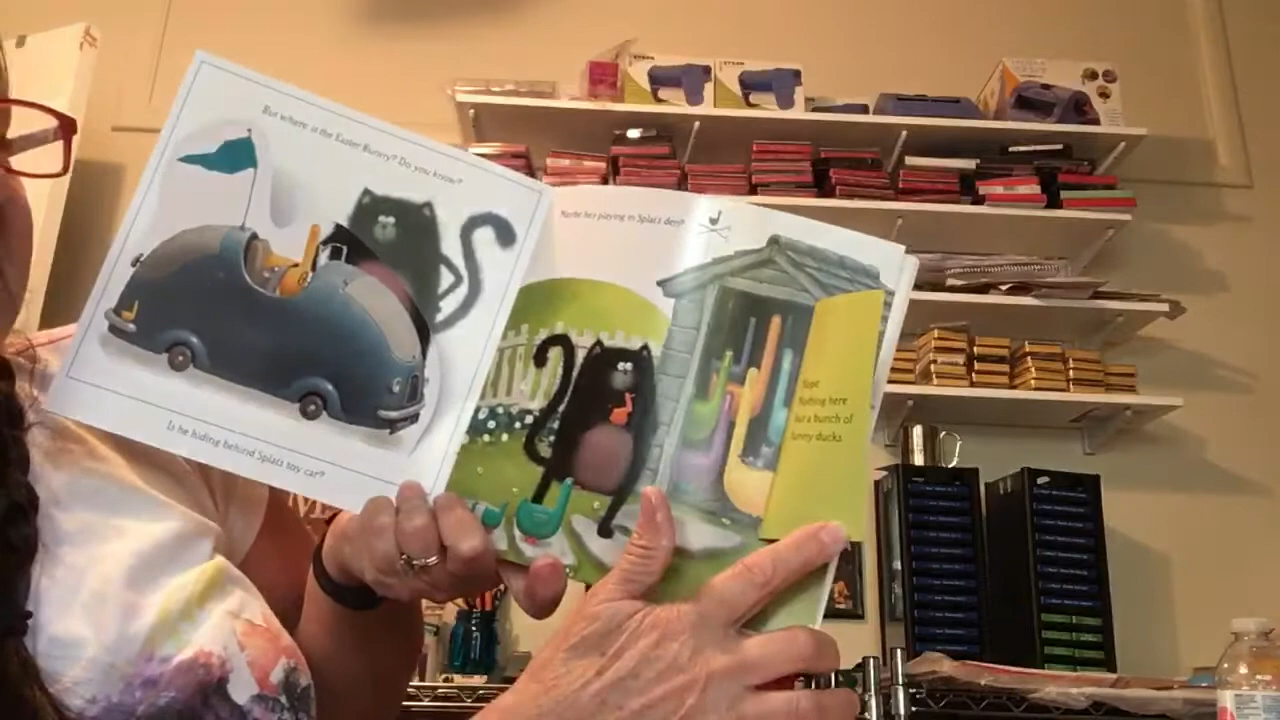 But where is the Easter Bunny? Do you know?
Is he hiding behind Splat's toy car?
Maybe he's playing in Splat's den?
Nope.
Nothing here
but a bunch of
funny ducks.